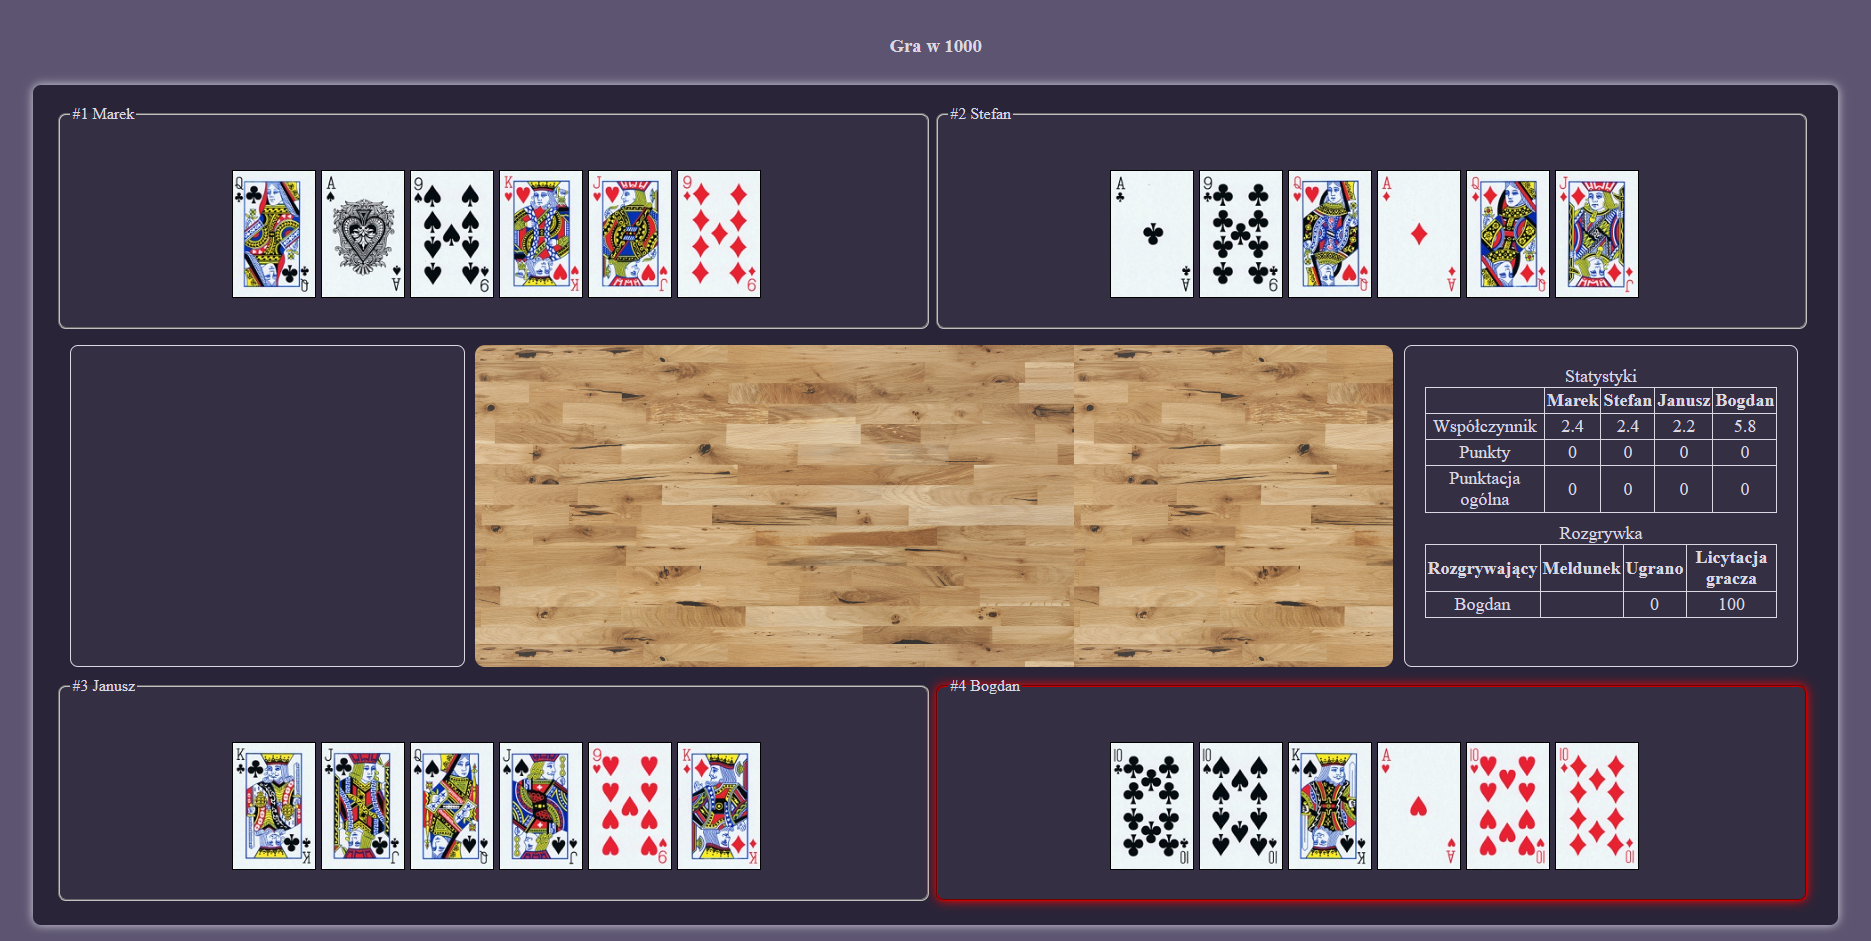 Gra w 1000
#1 Marek
Q A 9 K J 9
Q A 9 K J 9
#2 Stefan
A 9 Q A Q J
A 9 Q A Q J
Statystyki
Marek Stefan Janusz Bogdan
Współczynnik 2.4 2.4 2.2 5.8
Punkty 0 0 0 0
Punktacja ogólna 0 0 0 0
Rozgrywka
Rozgrywający Meldunek Ugrano Licytacja gracza
Bogdan 0 100
#3 Janusz
K J Q J 9 K
K J Q J 9 K
#4 Bogdan
10 10 K A 10 10
10 10 K A 10 10